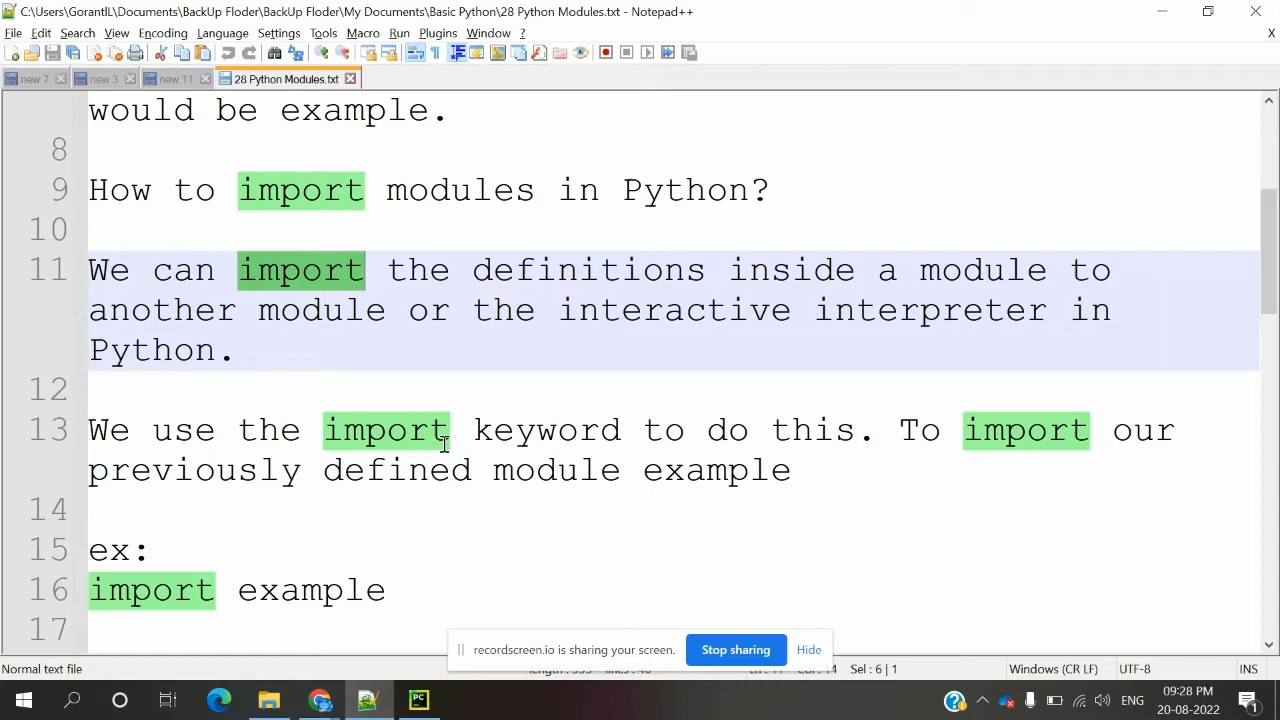 C:\Users\GorantlL\Documents\BackUp Floder\BackUp Floder\My Documents\Basic Python\28 Python Modules.txt - Notepad++
File Edit Search View Encoding Language Settings Tools Macro Run Plugins Window ? X
new 7 new 3 new 11 28 Python Modules.txt
would be example.
8
9 How to import modules in Python?
10
11 We can import the definitions inside a module to
another module or the interactive interpreter in
Python.
12
13 We use the import keyword to do this. To import our
previously defined module example
14
15 ex:
16 import example
17
recordscreen.io is sharing your screen. Stop sharing Hide
Normal text file Sel : 6 | 1 Windows (CR LF) UTF-8 INS
ENG 09:28 PM
20-08-2022